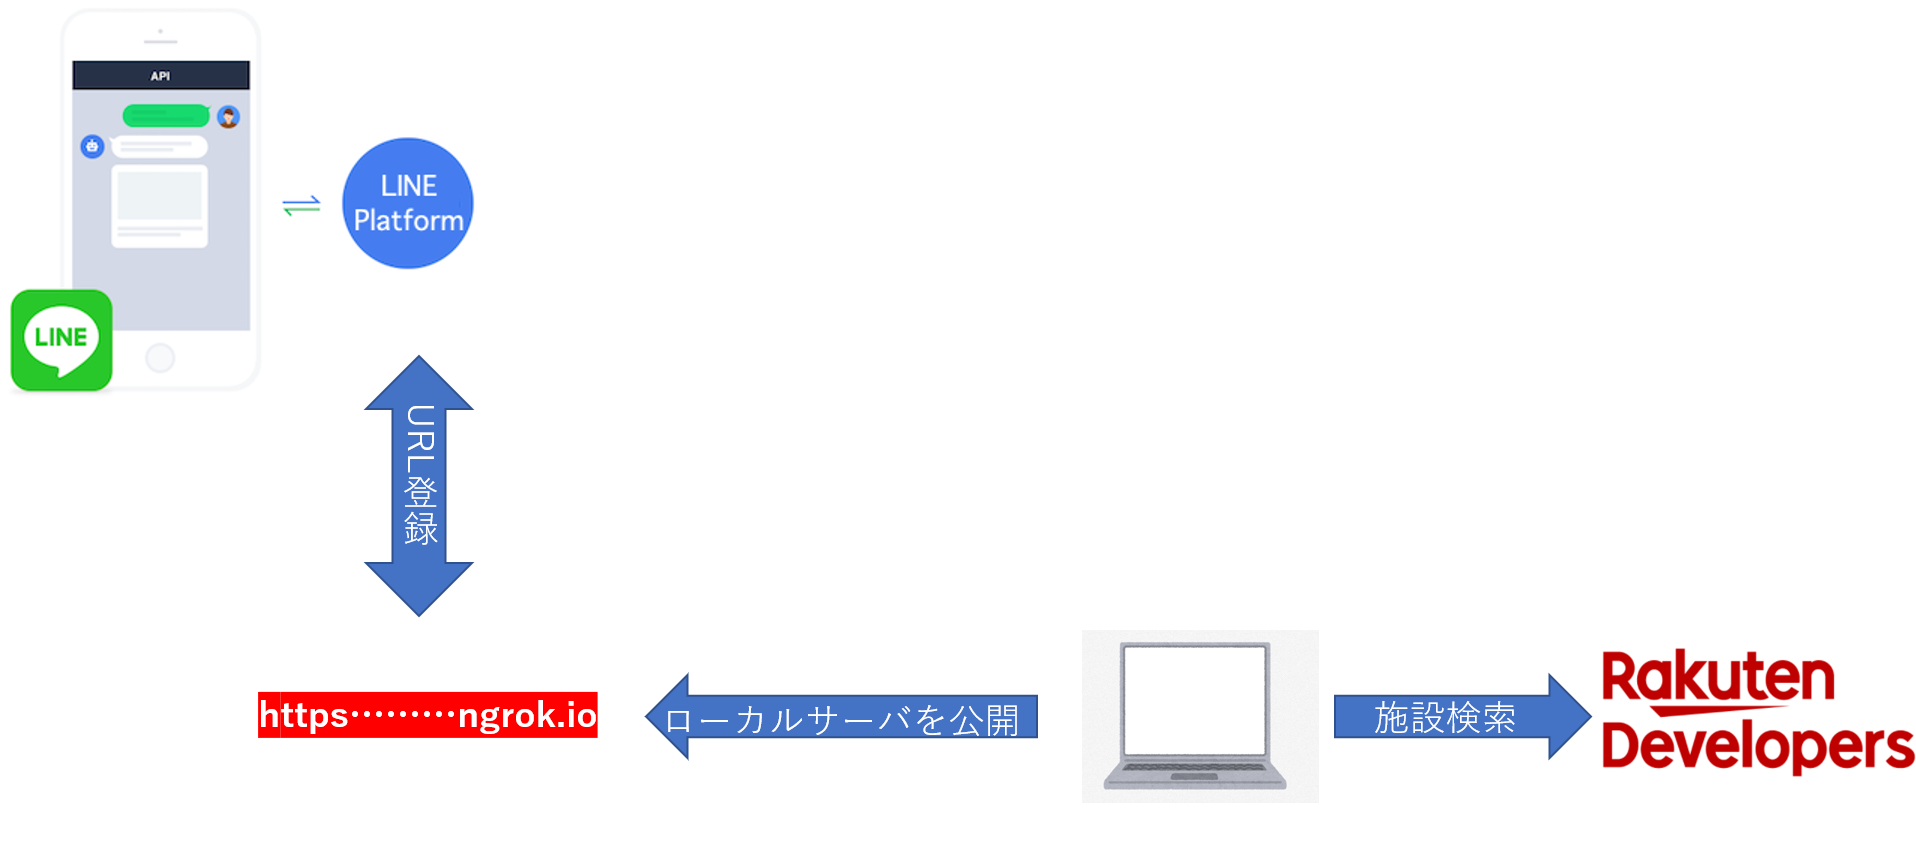 API
LINE
Platform
LINE
URL登録
https………ngrok.io
ローカルサーバを公開
施設検索
Rakuten
Developers